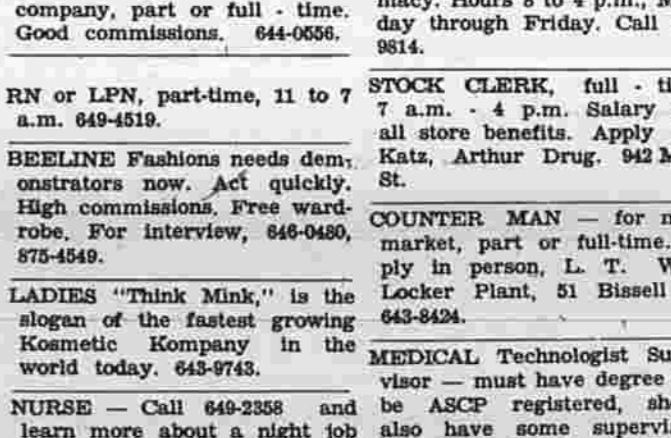 company, part or full - time.
Good commissions. 644-0556.
RN or LPN, part-time, 11 to 7
a.m. 649-4519.
BEELINE Fashions needs dem-
onstrators now. Act quickly.
High commissions. Free ward-
robe. For interview, 646-0480,
875-4549.
LADIES "Think Mink," is the
slogan of the fastest growing
Kosmetic Kompany in the
world today. 643-9743.
NURSE — Call 649-2358 and
learn more about a night job
macy. Hours 8 to 4 p.m.,
day through Friday. Call
9814.
STOCK CLERK, full -
7 a.m. - 4 p.m. Salary
all store benefits. Apply
Katz, Arthur Drug. 942
St.
COUNTER MAN — for
market, part or full-time.
ply in person, L. T.
Locker Plant, 51 Bissell
643-8424.
MEDICAL Technologist Su
visor — must have degree
be ASCP registered, sh
also have some supervi